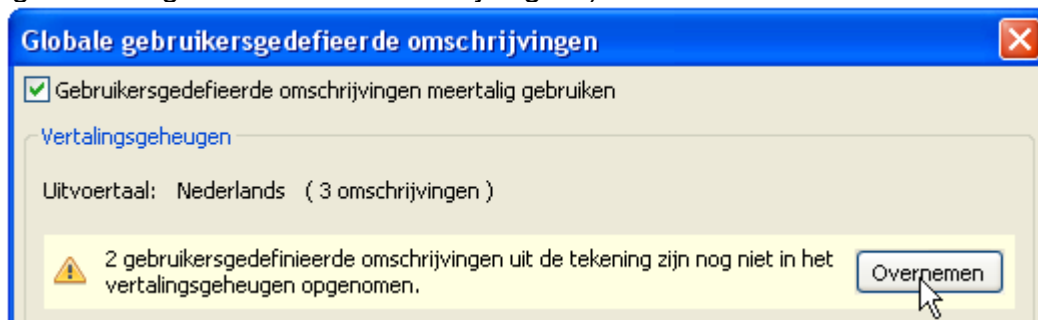 Globale gebruikersgedefieerde omschrijvingen
Gebruikersgedefieerde omschrijvingen meertalig gebruiken
Vertalingsgeheugen
Uitvoertaal: Nederlands ( 3 omschrijvingen )
2 gebruikersgedefinieerde omschrijvingen uit de tekening zijn nog niet in het
vertalingsgeheugen opgenomen.
Overnemen